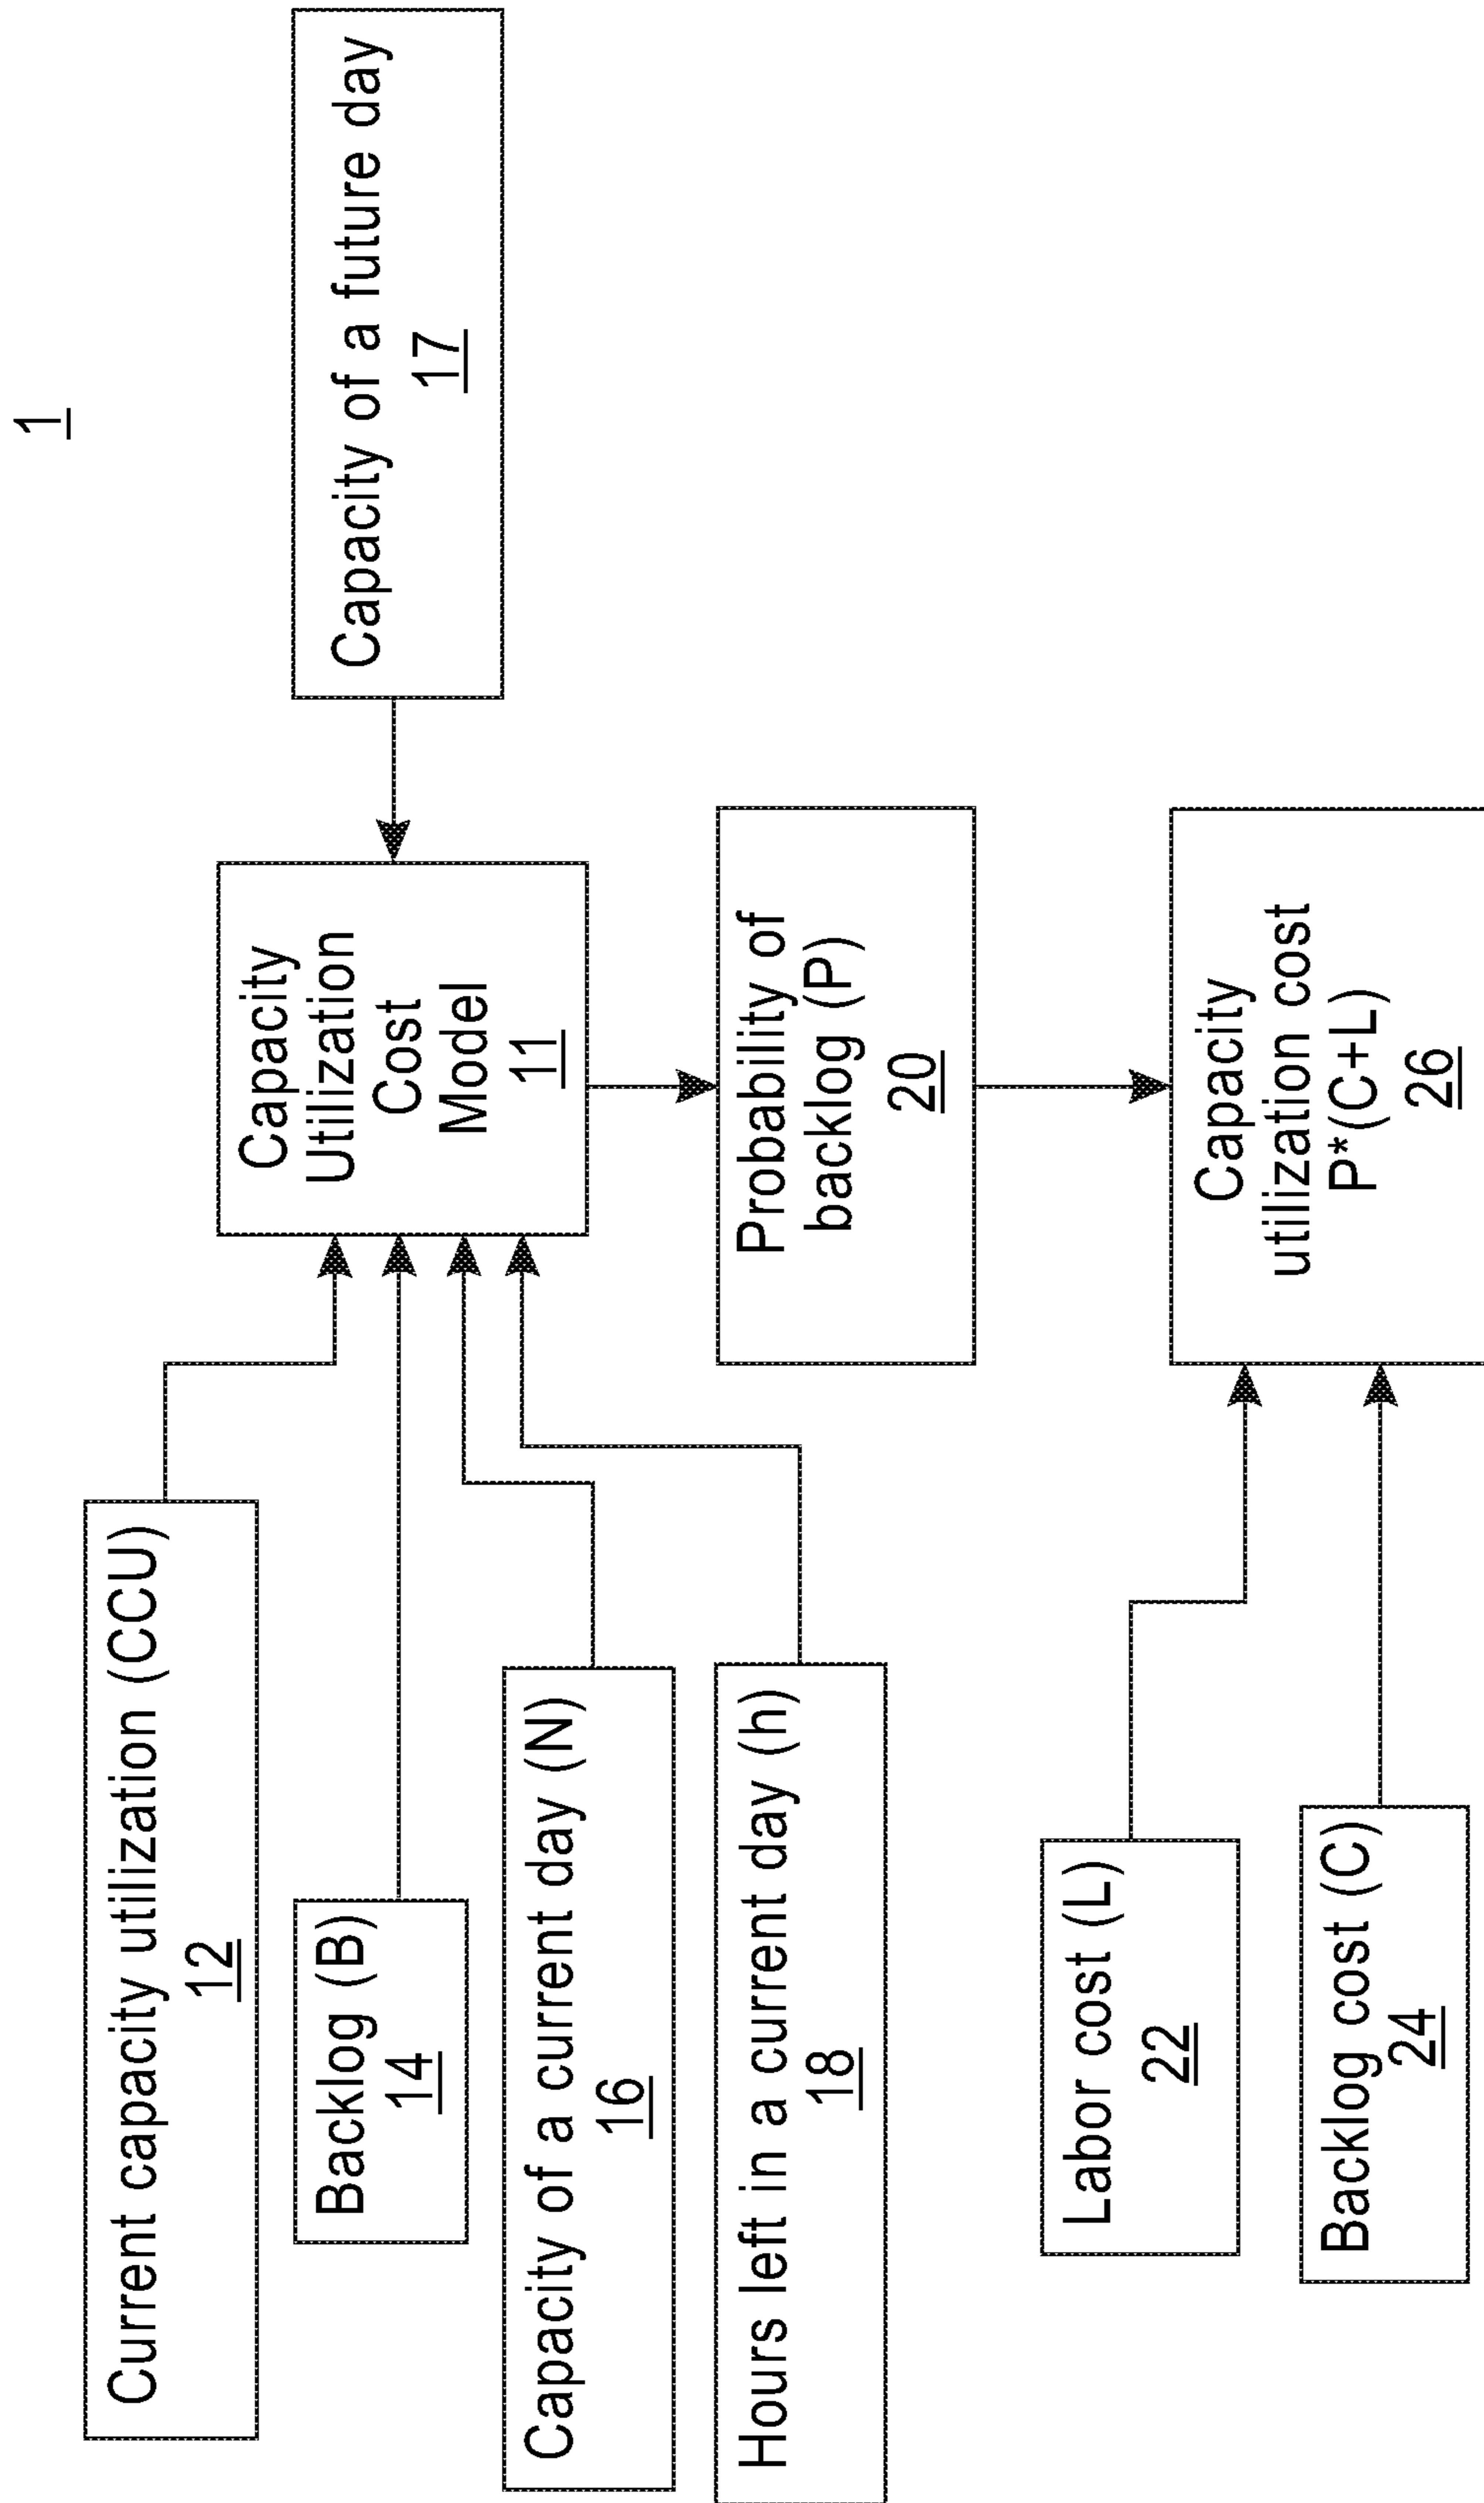 1
Current capacity utilization (CCU)
12
Backlog (B)
14
Capacity of a current day (N)
16
Hours left in a current day (h)
18
Capacity
Utilization
Cost
Model
11
Capacity of a future day
17
Probability of
backlog (P)
20
Labor cost (L)
22
Backlog cost (C)
24
Capacity
utilization cost
P*(C+L)
26